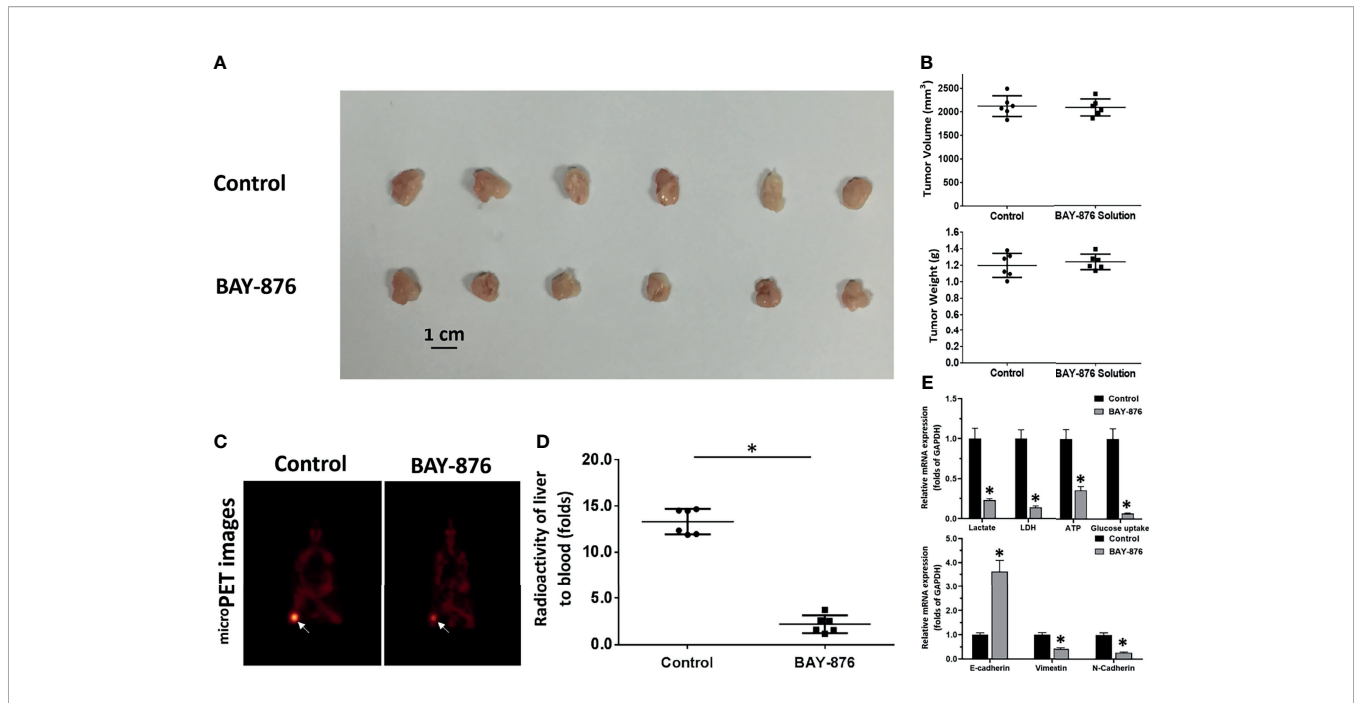 A
Control
BAY-876
1 cm
B
Tumor Volume (mm3)
2500
2000
1500
1000
500
0
Control BAY-876 Solution
Tumor Weight (g)
1.6
1.4
1.2
1.0
0.8
0.6
0.4
0.2
0.0
Control BAY-876 Solution
C
Control BAY-876
microPET images
D
Radioactivity of liver
to blood (folds)
20.0
15.0
10.0
5.0
0.0
*
Control BAY-876
E
Relative mRNA expression
(folds of GAPDH)
1.5
1.0
0.5
0.0
Control
BAY-876
* * * *
Lactate LDH ATP Glucose uptake
Relative mRNA expression
(folds of GAPDH)
5.0
4.0
3.0
2.0
1.0
0.0
Control
BAY-876
* * *
E-cadherin Vimestin N-Cadherin